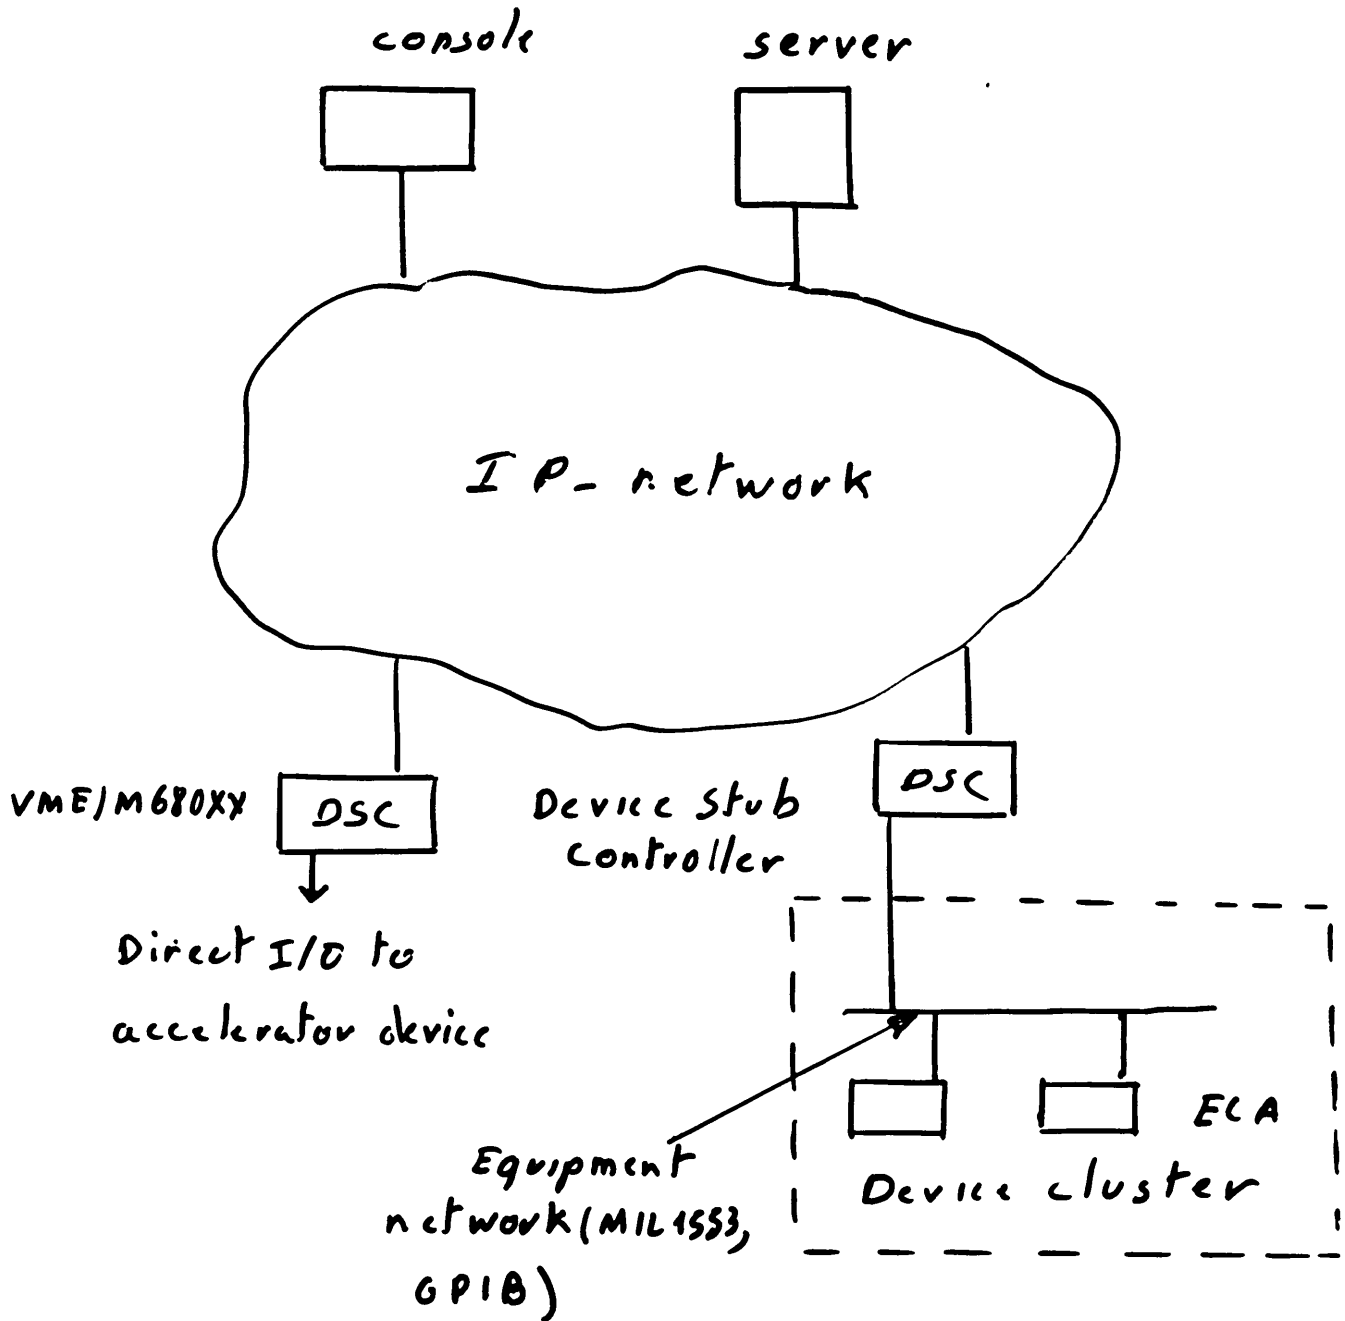 console
server
IP-network
VME/M680XX
DSC
Device Stub
controller
DSC
Direct I/O to
accelerator device
ECA
Device cluster
Equipment
network (MIL1553,
GPIB)